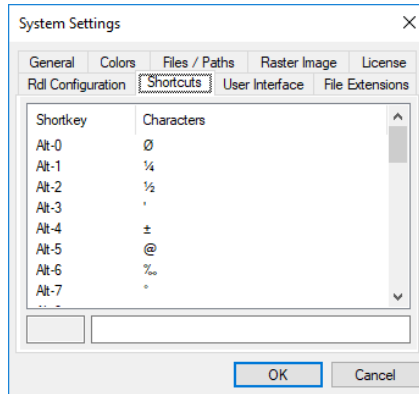 System Settings
General Colors Files / Paths Raster Image License
Rdl Configuration Shortcuts User Interface File Extensions
Shortkey Characters
Alt-0 Ø
Alt-1 ¼
Alt-2 ½
Alt-3 '
Alt-4 ±
Alt-5 @
Alt-6 ‰
Alt-7 °
OK Cancel